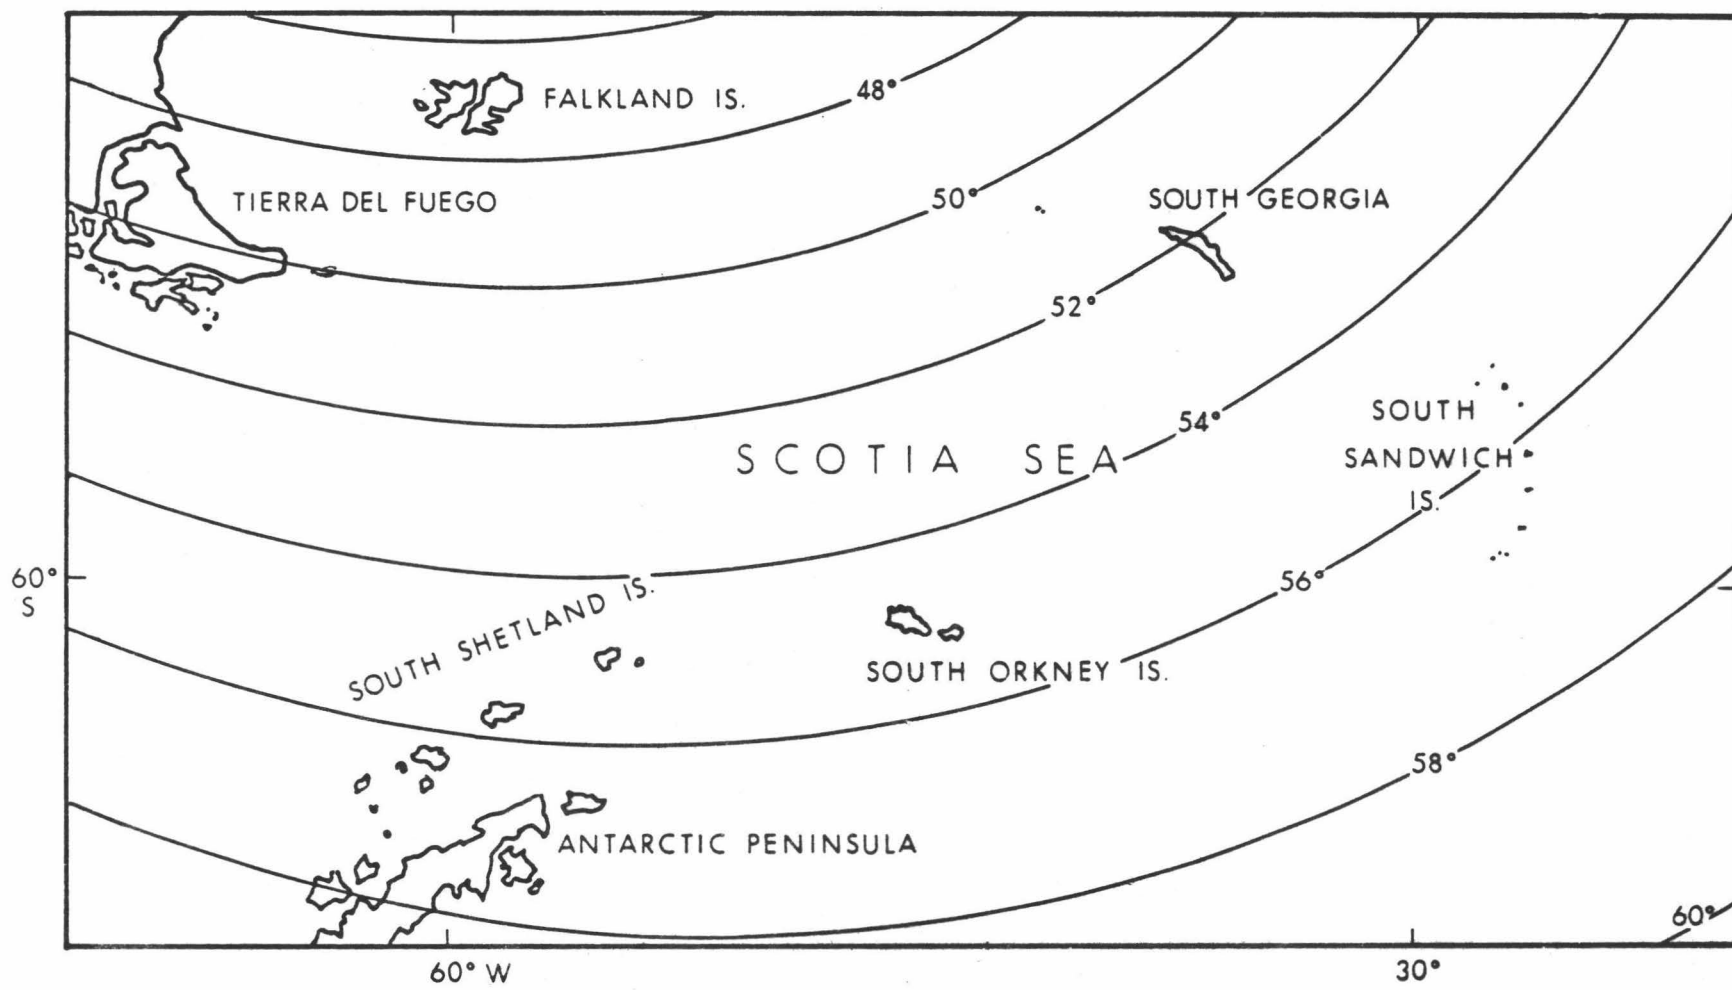 48°
FALKLAND IS.
TIERRA DEL FUEGO
50°
SOUTH GEORGIA
52°
SOUTH
54°
SCOTIA SEA
SANDWICH
IS.
60°
S
56°
SOUTH SHETLAND IS.
SOUTH ORKNEY IS.
58°
ANTARCTIC PENINSULA
60°
60° W
30°